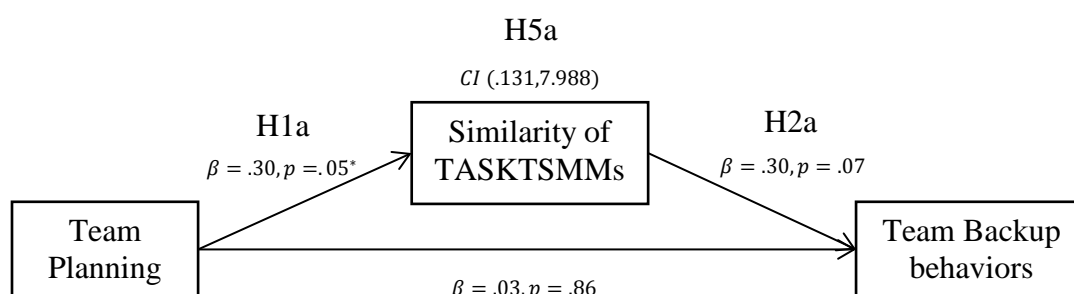 H5a
CI (.131,7.988)
H1a
Similarity of
TASKTSMMs
H2a
β = .30, p =.05*
β = .30, p = .07
Team
Planning
Team Backup
behaviors
β = .03, p = .86